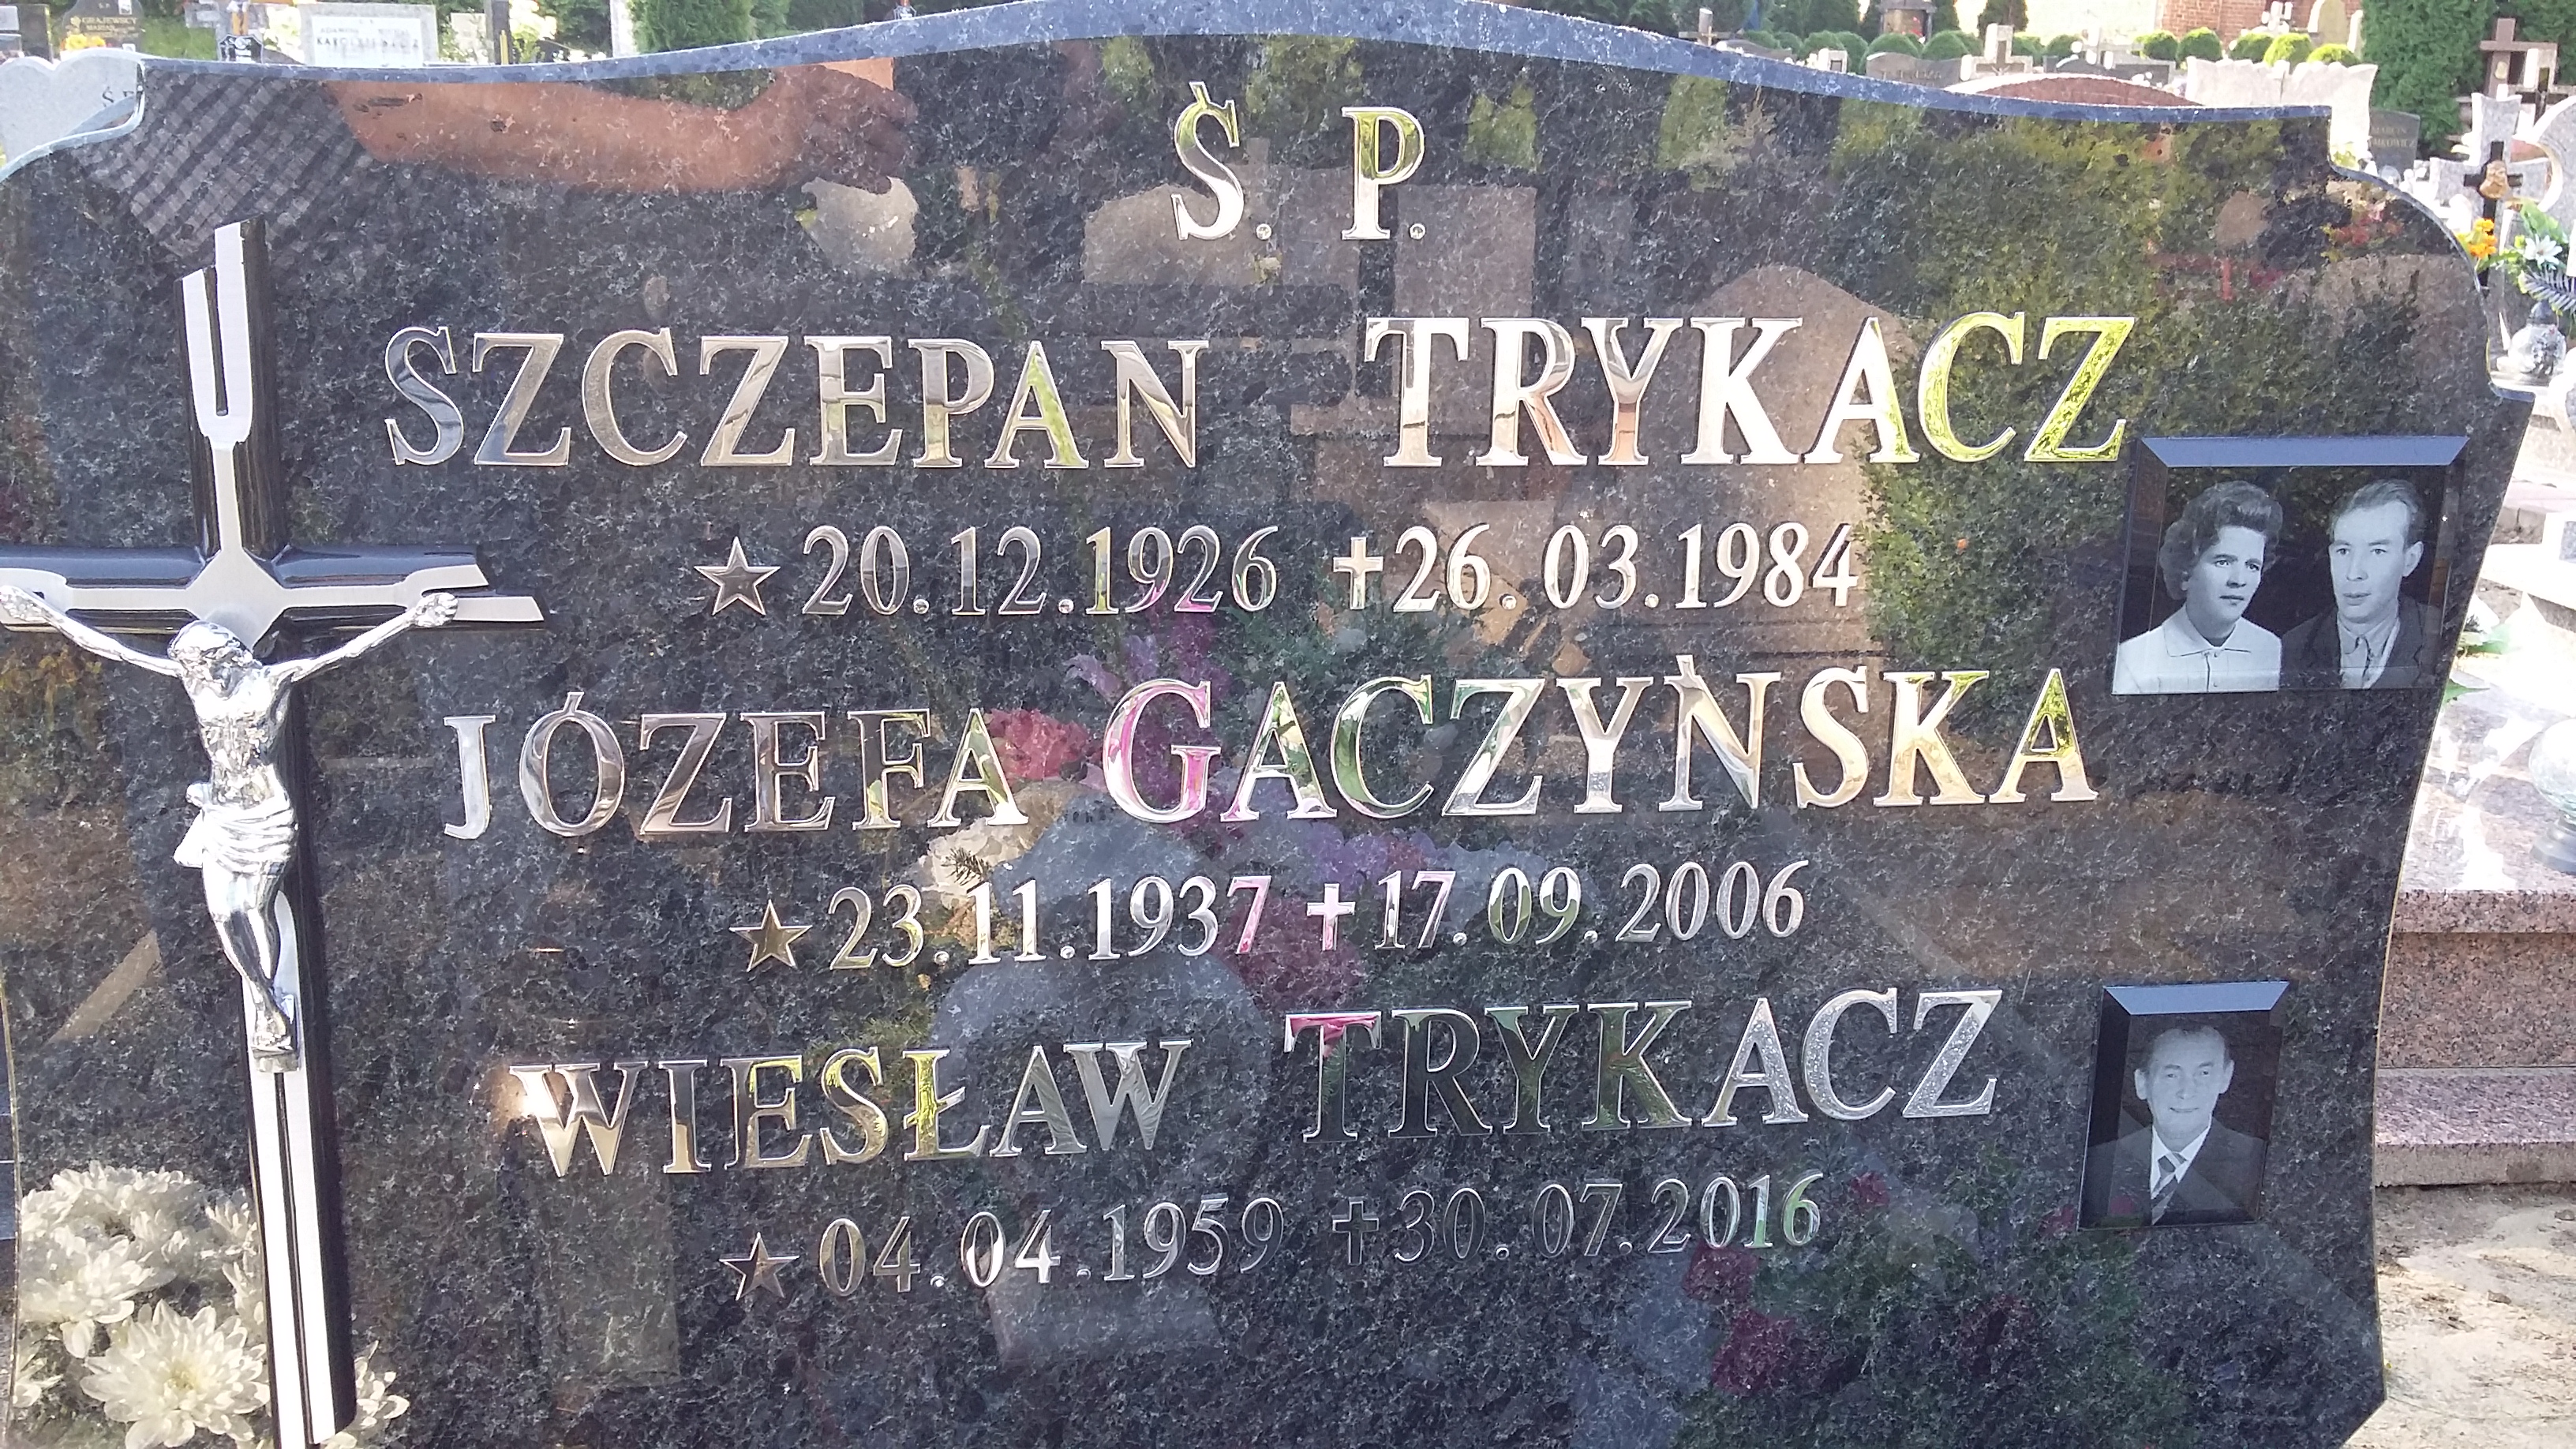 Ś. P.
SZCZEPAN TRYKACZ
★ 20.12.1926 ✝ 26.03.1984
JÓZEFA GACZYŃSKA
★ 23.11.1937 ✝ 17.09.2006
WIESŁAW TRYKACZ
★ 04.04.1959 ✝ 30.07.2016